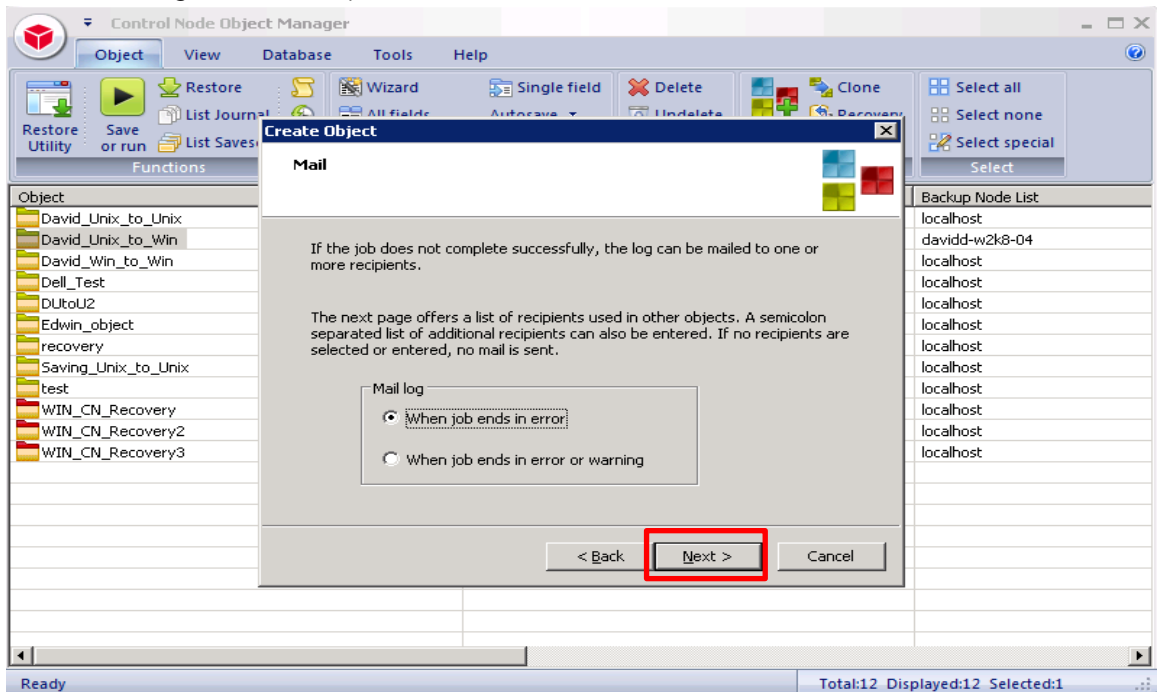 Control Node Object Manager
Object View Database Tools Help
Restore Wizard Single field Delete Clone Select all
List Journal All fields Autosave Undelete Recovery Select none
Restore Utility Save or run List Saves Select special
Functions Select
Create Object
Mail
Object Backup Node List
David_Unix_to_Unix localhost
David_Unix_to_Win davidd-w2k8-04
David_Win_to_Win localhost
Dell_Test localhost
DUtoU2 localhost
Edwin_object localhost
recovery localhost
Saving_Unix_to_Unix localhost
test localhost
WIN_CN_Recovery localhost
WIN_CN_Recovery2 localhost
WIN_CN_Recovery3 localhost
If the job does not complete successfully, the log can be mailed to one or
more recipients.
The next page offers a list of recipients used in other objects. A semicolon
separated list of additional recipients can also be entered. If no recipients are
selected or entered, no mail is sent.
Mail log
When job ends in error
When job ends in error or warning
< Back Next > Cancel
Ready Total:12 Displayed:12 Selected:1